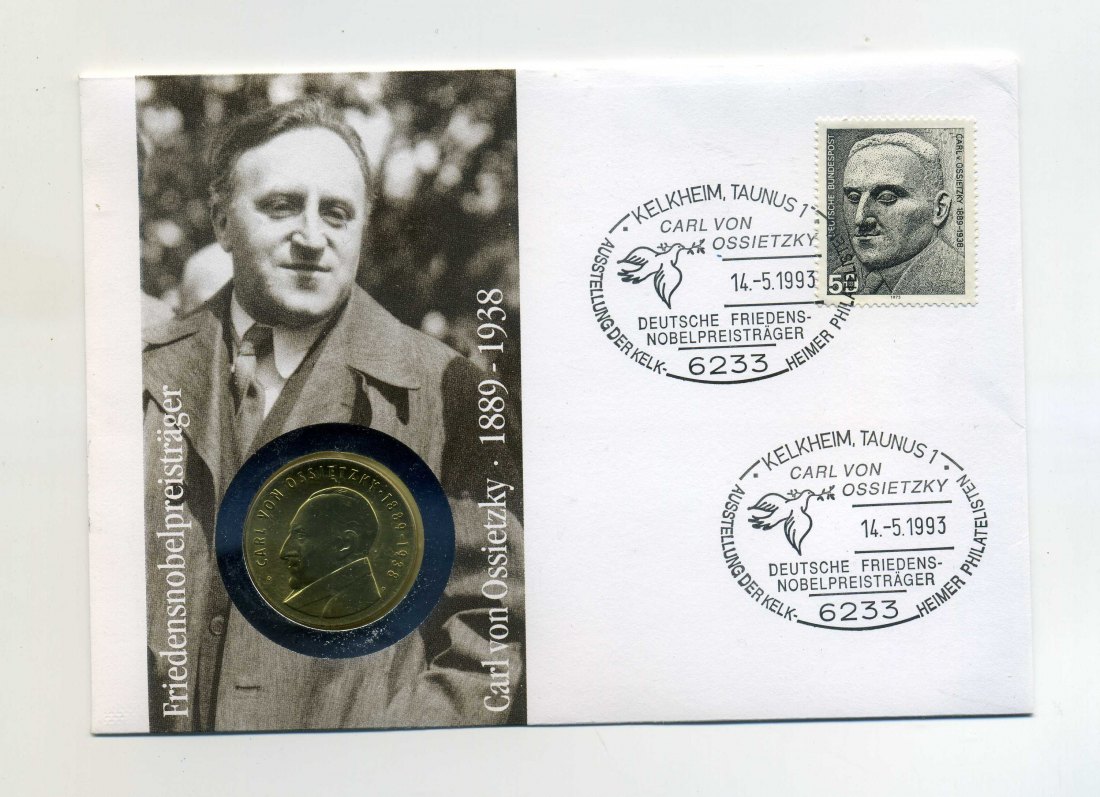 Friedensnobelpreisträger
Carl von Ossietzky · 1889 - 1938
CARL VON OSSIETZKY · 1889 - 1938
DEUTSCHE BUNDESPOST
CARL v. OSSIETZKY 1889–1938
50
1975
· KELKHEIM, TAUNUS 1 ·
CARL VON
OSSIETZKY
14.-5.1993
DEUTSCHE FRIEDENS-
NOBELPREISTRÄGER
6233
AUSSTELLUNG DER KELK-
HEIMER PHILATELISTEN
· KELKHEIM, TAUNUS 1 ·
CARL VON
OSSIETZKY
14.-5.1993
DEUTSCHE FRIEDENS-
NOBELPREISTRÄGER
6233
AUSSTELLUNG DER KELK-
HEIMER PHILATELISTEN